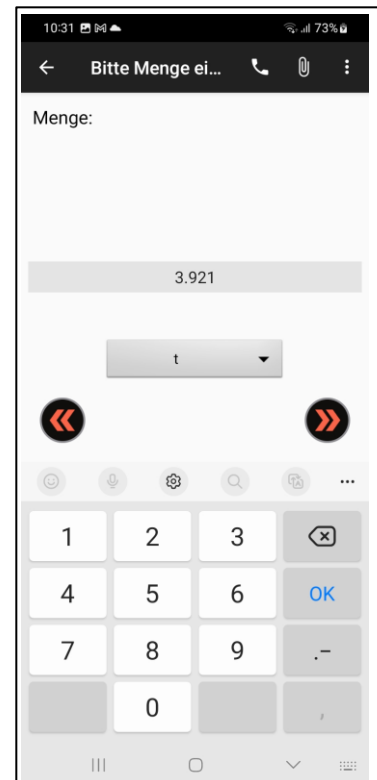 10:31 73%
Bitte Menge ei...
Menge:
3.921
t
1 2 3
4 5 6 OK
7 8 9 .-
0 ,